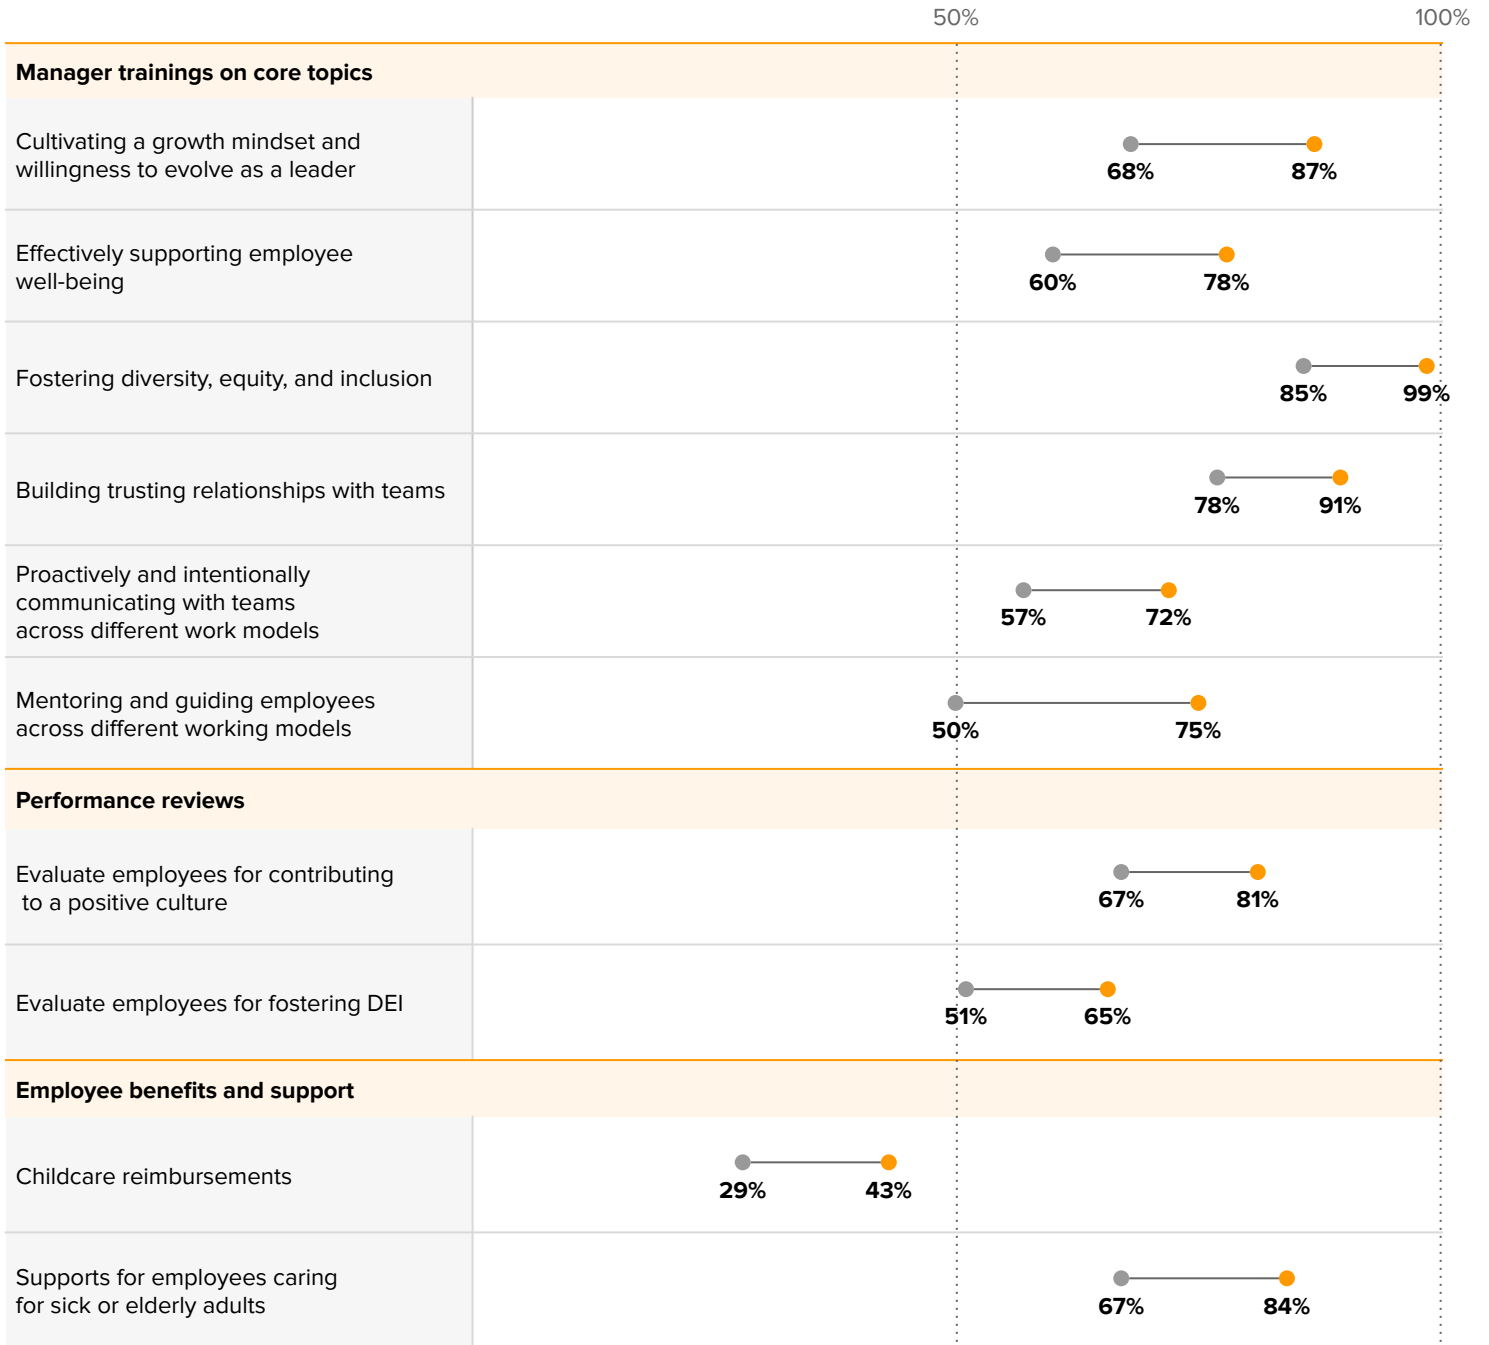 50% 100%
Manager trainings on core topics
Cultivating a growth mindset and
willingness to evolve as a leader
68% 87%
Effectively supporting employee
well-being
60% 78%
Fostering diversity, equity, and inclusion
85% 99%
Building trusting relationships with teams
78% 91%
Proactively and intentionally
communicating with teams
across different work models
57% 72%
Mentoring and guiding employees
across different working models
50% 75%
Performance reviews
Evaluate employees for contributing
to a positive culture
67% 81%
Evaluate employees for fostering DEI
51% 65%
Employee benefits and support
Childcare reimbursements
29% 43%
Supports for employees caring
for sick or elderly adults
67% 84%